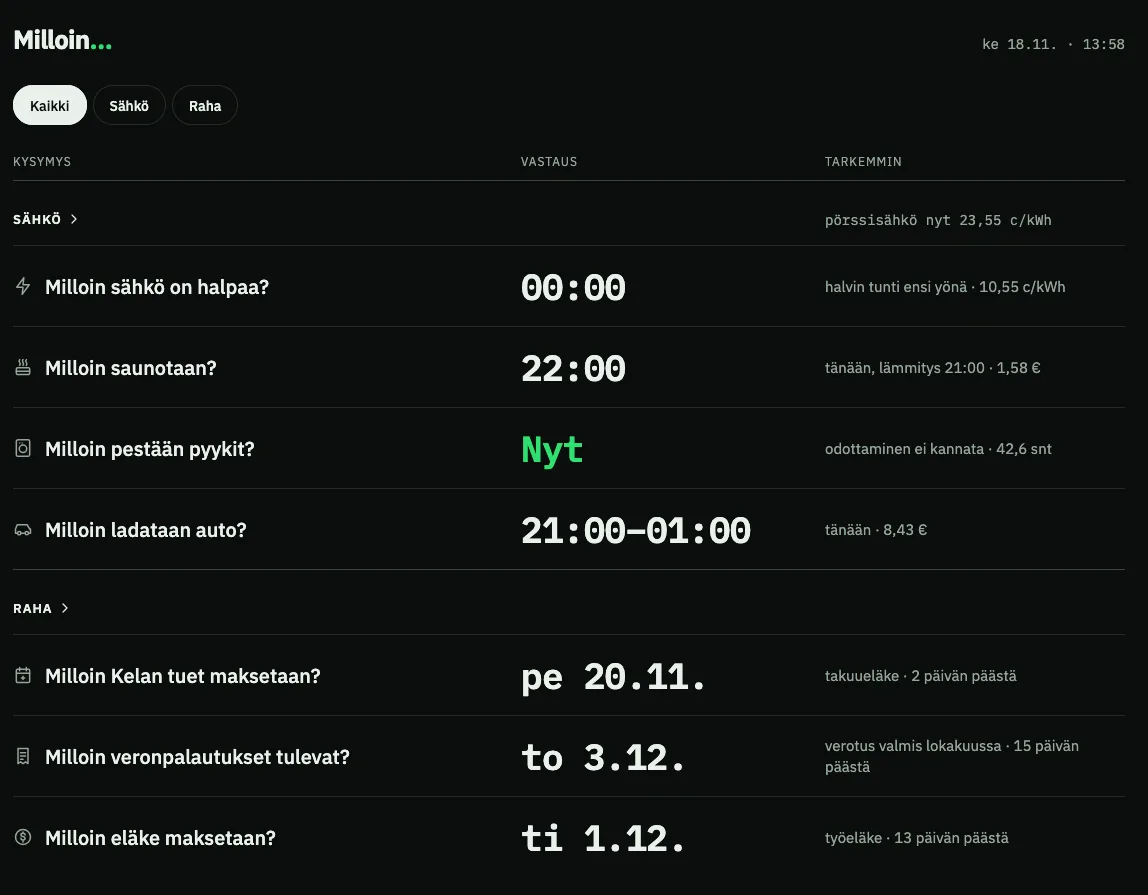 Milloin...
ke 18.11. · 13:58
Kaikki
Sähkö
Raha
KYSYMYS
VASTAUS
TARKEMMIN
SÄHKÖ
pörssisähkö nyt 23,55 c/kWh
Milloin sähkö on halpaa?
00:00
halvin tunti ensi yönä · 10,55 c/kWh
Milloin saunotaan?
22:00
tänään, lämmitys 21:00 · 1,58 €
Milloin pestään pyykit?
Nyt
odottaminen ei kannata · 42,6 snt
Milloin ladataan auto?
21:00–01:00
tänään · 8,43 €
RAHA
Milloin Kelan tuet maksetaan?
pe 20.11.
takuueläke · 2 päivän päästä
Milloin veronpalautukset tulevat?
to 3.12.
verotus valmis lokakuussa · 15 päivän
päästä
Milloin eläke maksetaan?
ti 1.12.
työeläke · 13 päivän päästä